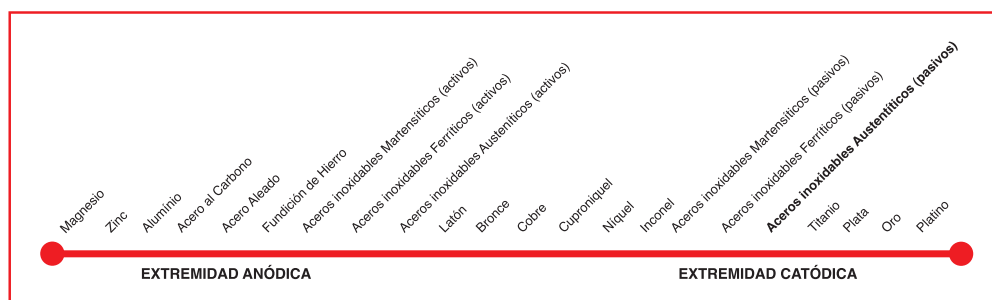 Magnesio
Zinc
Aluminio
Acero al Carbono
Acero Aleado
Fundición de Hierro
Aceros inoxidables Martensíticos (activos)
Aceros inoxidables Ferríticos (activos)
Aceros inoxidables Austeníticos (activos)
Latón
Bronce
Cobre
Cuproniquel
Niquel
Inconel
Aceros inoxidables Martensíticos (pasivos)
Aceros inoxidables Ferríticos (pasivos)
Aceros inoxidables Austentíticos (pasivos)
Titanio
Plata
Oro
Platino
EXTREMIDAD ANÓDICA
EXTREMIDAD CATÓDICA